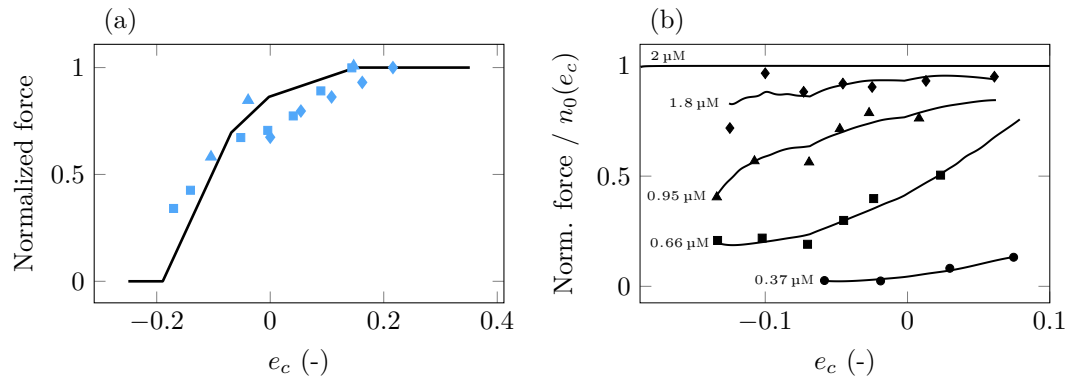 (a)
Normalized force
1
0.5
0
−0.2 0 0.2 0.4
e_c (-)
(b)
Norm. force / n_0(e_c)
1
0.5
0
2 µM
1.8 µM
0.95 µM
0.66 µM
0.37 µM
−0.1 0 0.1
e_c (-)